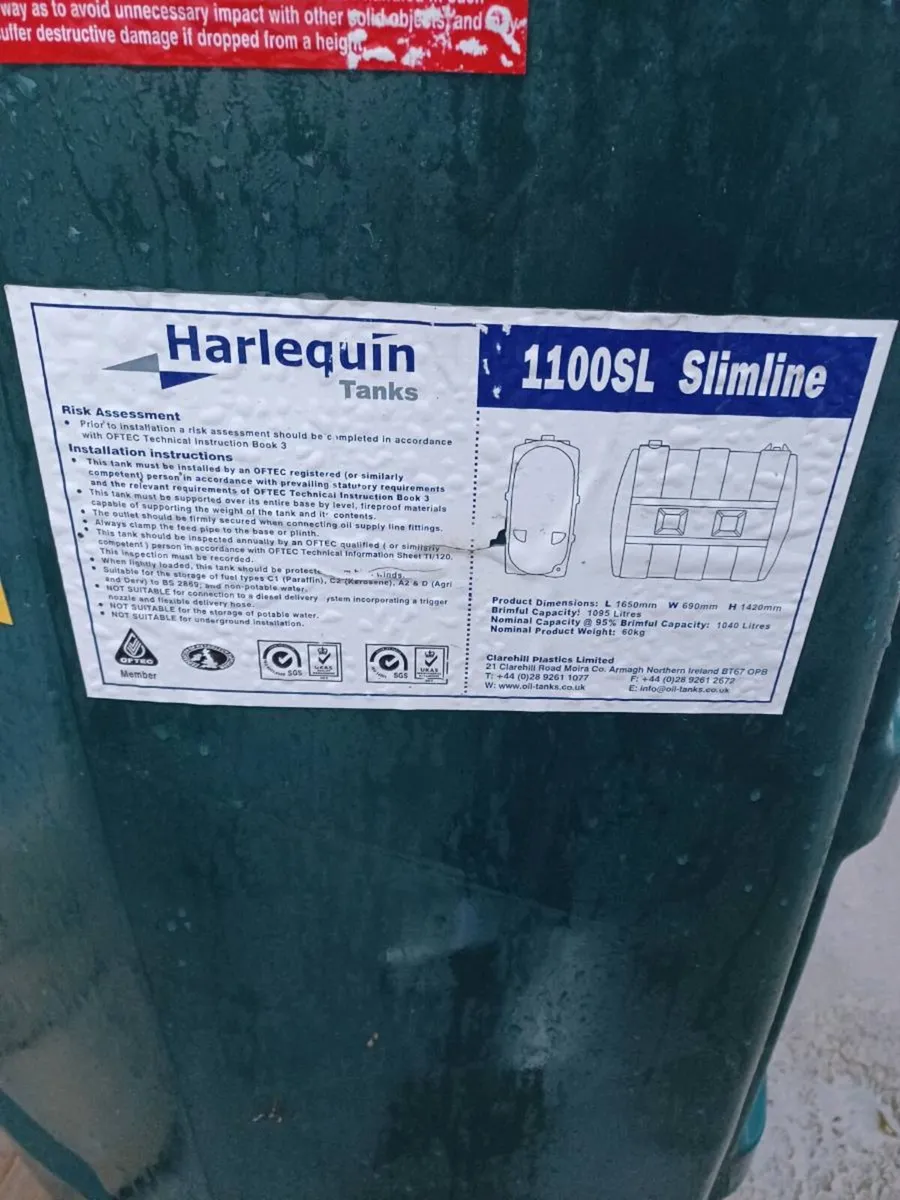 way as to avoid unnecessary impact with other solid objects, and
suffer destructive damage if dropped from a height
Harlequin
Tanks
Risk Assessment
• Prior to installation a risk assessment should be completed in accordance
with OFTEC Technical Instruction Book 3
Installation instructions
• This tank must be installed by an OFTEC registered (or similarly
competent) person in accordance with prevailing statutory requirements
and the relevant requirements of OFTEC Technical Instruction Book 3
• This tank must be supported over its entire base by level, fireproof materials
capable of supporting the weight of the tank and its contents.
• The outlet should be firmly secured when connecting oil supply line fittings.
• Always clamp the feed pipe to the base or plinth.
• This tank should be inspected annually by an OFTEC qualified ( or similarly
competent ) person in accordance with OFTEC Technical Information Sheet TI/120.
This inspection must be recorded.
• When lightly loaded, this tank should be protected winds.
• Suitable for the storage of fuel types C1 (Paraffin), C2 (Kerosene), A2 & D (Agri
and Derv) to BS 2869; and non-potable water.
• NOT SUITABLE for connection to a diesel delivery system incorporating a trigger
nozzle and flexible delivery hose.
• NOT SUITABLE for the storage of potable water.
• NOT SUITABLE for underground installation.
OFTEC
Member
SGS
UKAS
SGS
UKAS
1100SL Slimline
Product Dimensions: L 1650mm W 690mm H 1420mm
Brimful Capacity: 1095 Litres
Nominal Capacity @ 95% Brimful Capacity: 1040 Litres
Nominal Product Weight: 60kg
Clarehill Plastics Limited
21 Clarehill Road Moira Co. Armagh Northern Ireland BT67 OPB
T: +44 (0)28 9261 1077 F: +44 (0)28 9261 2672
W: www.oil-tanks.co.uk E: info@oil-tanks.co.uk